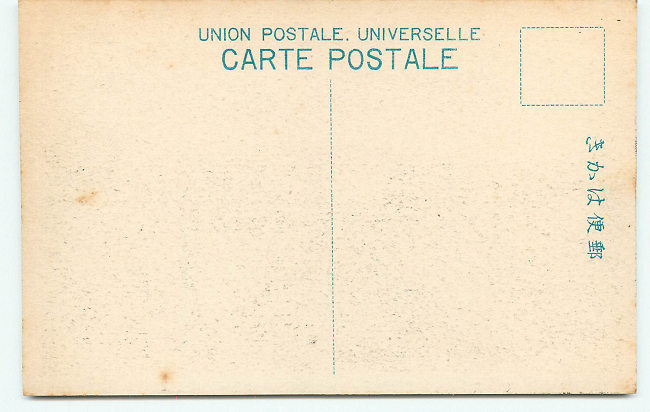 UNION POSTALE. UNIVERSELLE
CARTE POSTALE
きかは便郵